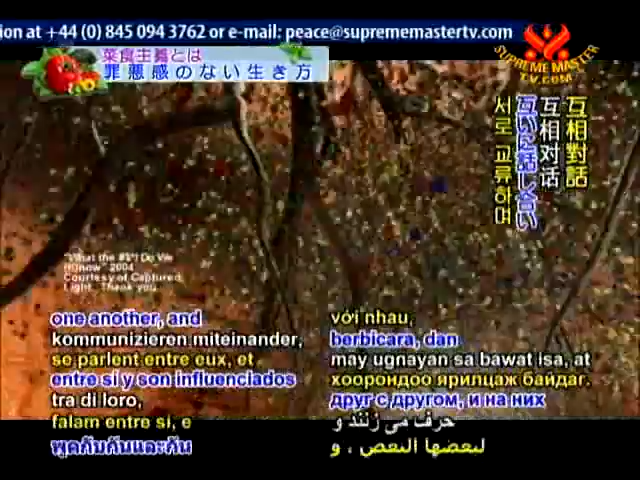 ion at +44 (0) 845 094 3762 or e-mail: peace@suprememastertv.com
菜食主義とは
罪悪感のない生き方
SUPREME MASTER
TV.COM
互相對話
互相对话
互いに話し合い
서로 교류하며
"What the #$*! Do We
(K)now" 2004
Courtesy of Captured
Light. Thank you.
one another, and
kommunizieren miteinander,
se parlent entre eux, et
entre sí y son influenciados
tra di loro,
falam entre si, e
พูดกับกันและกัน
với nhau,
berbicara, dan
may ugnayan sa bawat isa, at
хоорондоо ярилцаж байдаг.
друг с другом, и на них
حرف می زنند و
لبعضها البعض ، و